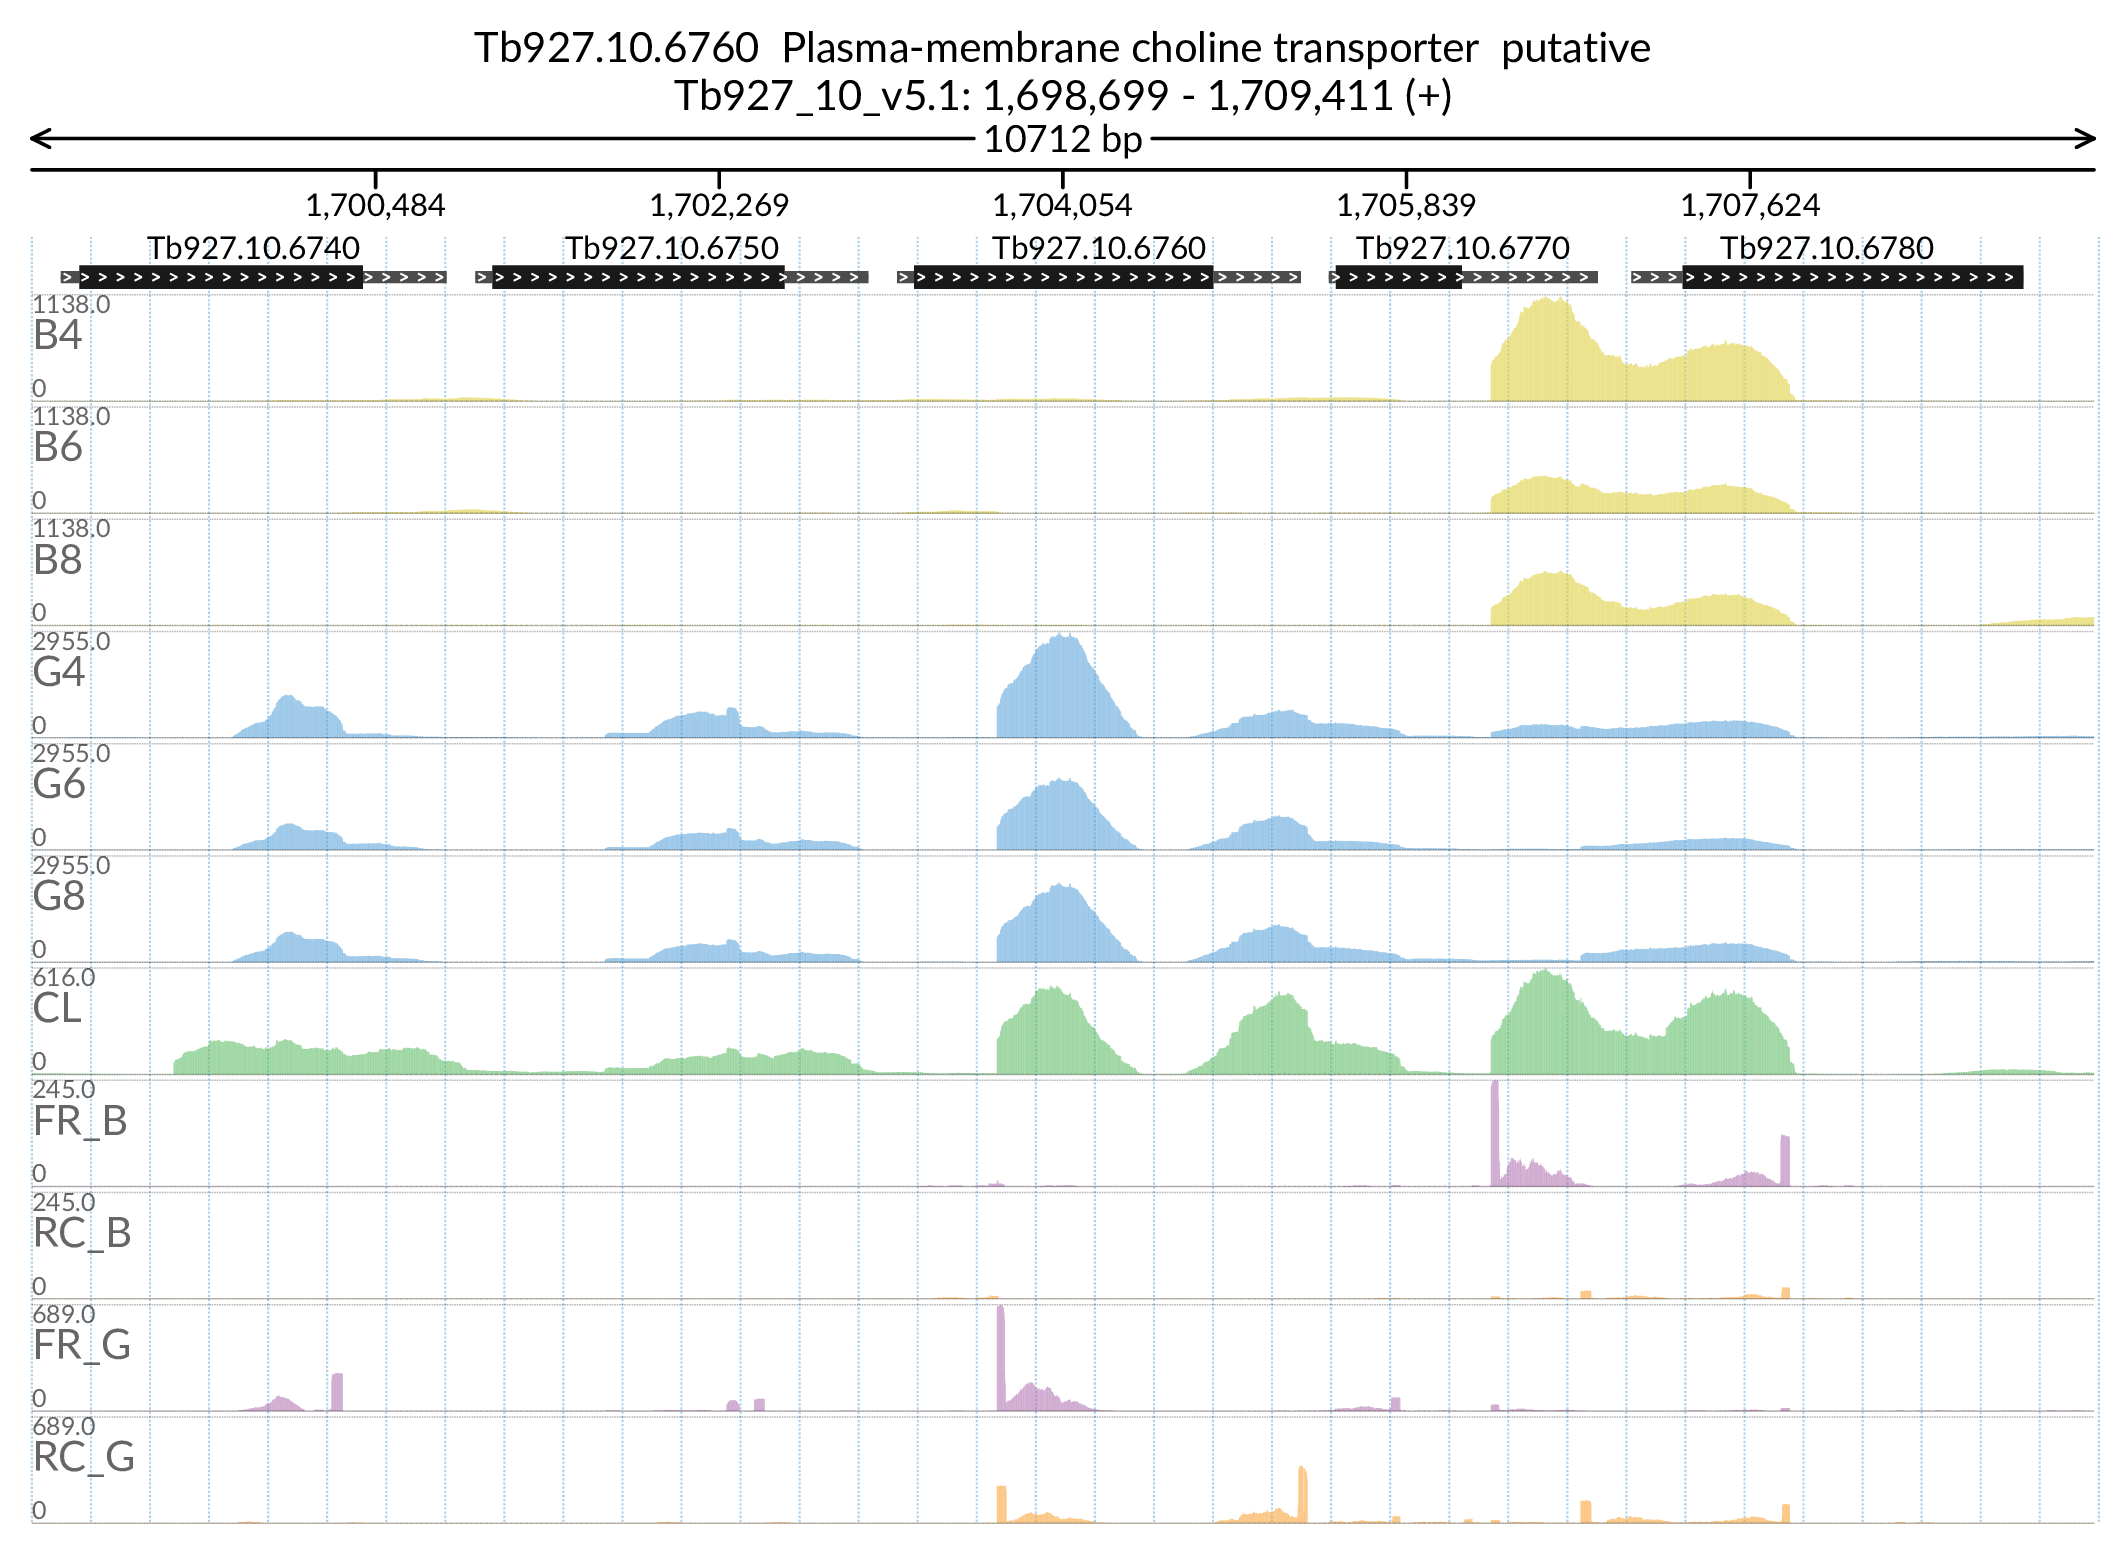 Tb927.10.6760  Plasma-membrane choline transporter  putative
Tb927_10_v5.1: 1,698,699 - 1,709,411 (+)
10712 bp
1,700,484 1,702,269 1,704,054 1,705,839 1,707,624
Tb927.10.6740 Tb927.10.6750 Tb927.10.6760 Tb927.10.6770 Tb927.10.6780
1138.0
B4
0
1138.0
B6
0
1138.0
B8
0
2955.0
G4
0
2955.0
G6
0
2955.0
G8
0
616.0
CL
0
245.0
FR_B
0
245.0
RC_B
0
689.0
FR_G
0
689.0
RC_G
0